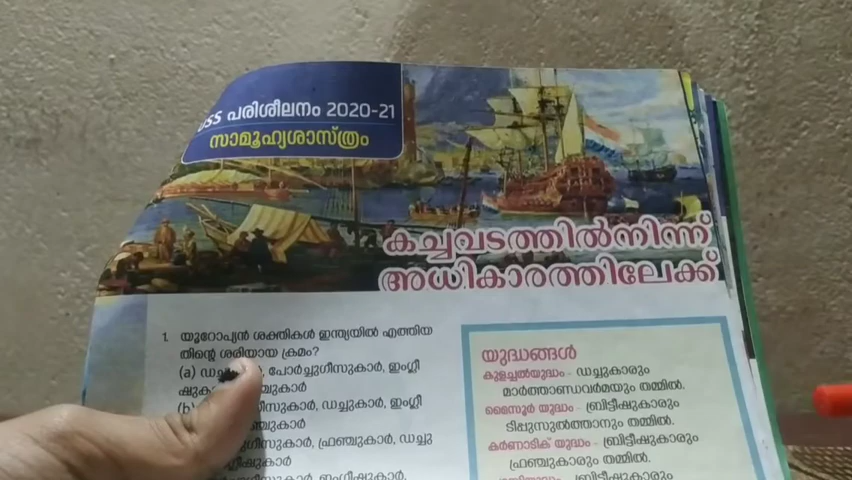 USS പരിശീലനം 2020-21
സാമൂഹ്യശാസ്ത്രം
കച്ചവടത്തിൽനിന്ന്
അധികാരത്തിലേക്ക്
1. യൂറോപ്യൻ ശക്തികൾ ഇന്ത്യയിൽ എത്തിയ
തിന്റെ ശരിയായ ക്രമം?
(a) പോർച്ചുഗീസുകാർ, ഇംഗ്ലീ
(b) ഡച്ചുകാർ, ഇംഗ്ലീ
ഫ്രഞ്ചുകാർ, ഡച്ചു
ഇംഗ്ലീഷുകാർ,
യുദ്ധങ്ങൾ
കുളച്ചൽയുദ്ധം - ഡച്ചുകാരും
മാർത്താണ്ഡവർമയും തമ്മിൽ.
മൈസൂർ യുദ്ധം - ബ്രിട്ടീഷുകാരും
ടിപ്പുസുൽത്താനും തമ്മിൽ.
കർണാടിക് യുദ്ധം - ബ്രിട്ടീഷുകാരും
ഫ്രഞ്ചുകാരും തമ്മിൽ.
ബ്രിട്ടീഷുകാരും